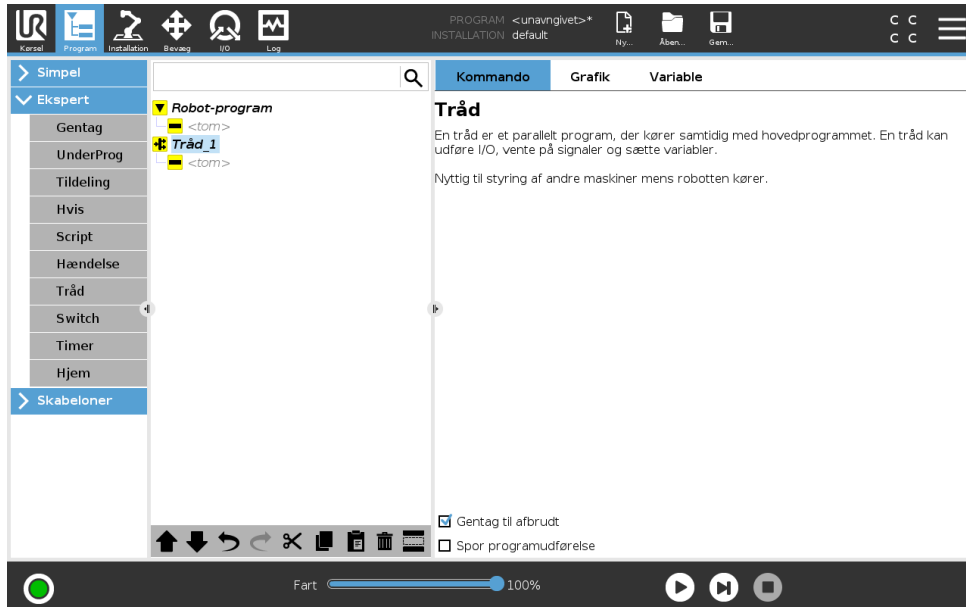 UR
PROGRAM <unavngivet>*
INSTALLATION default
Kørsel Program Installation Bevæg I/O Log Ny... Åben... Gem...
C C
C C
Simpel
Ekspert
Gentag
UnderProg
Tildeling
Hvis
Script
Hændelse
Tråd
Switch
Timer
Hjem
Skabeloner
Robot-program
<tom>
Tråd_1
<tom>
Kommando Grafik Variable
Tråd
En tråd er et parallelt program, der kører samtidig med hovedprogrammet. En tråd kan
udføre I/O, vente på signaler og sætte variabler.
Nyttig til styring af andre maskiner mens robotten kører.
Gentag til afbrudt
Spor programudførelse
Fart 100%